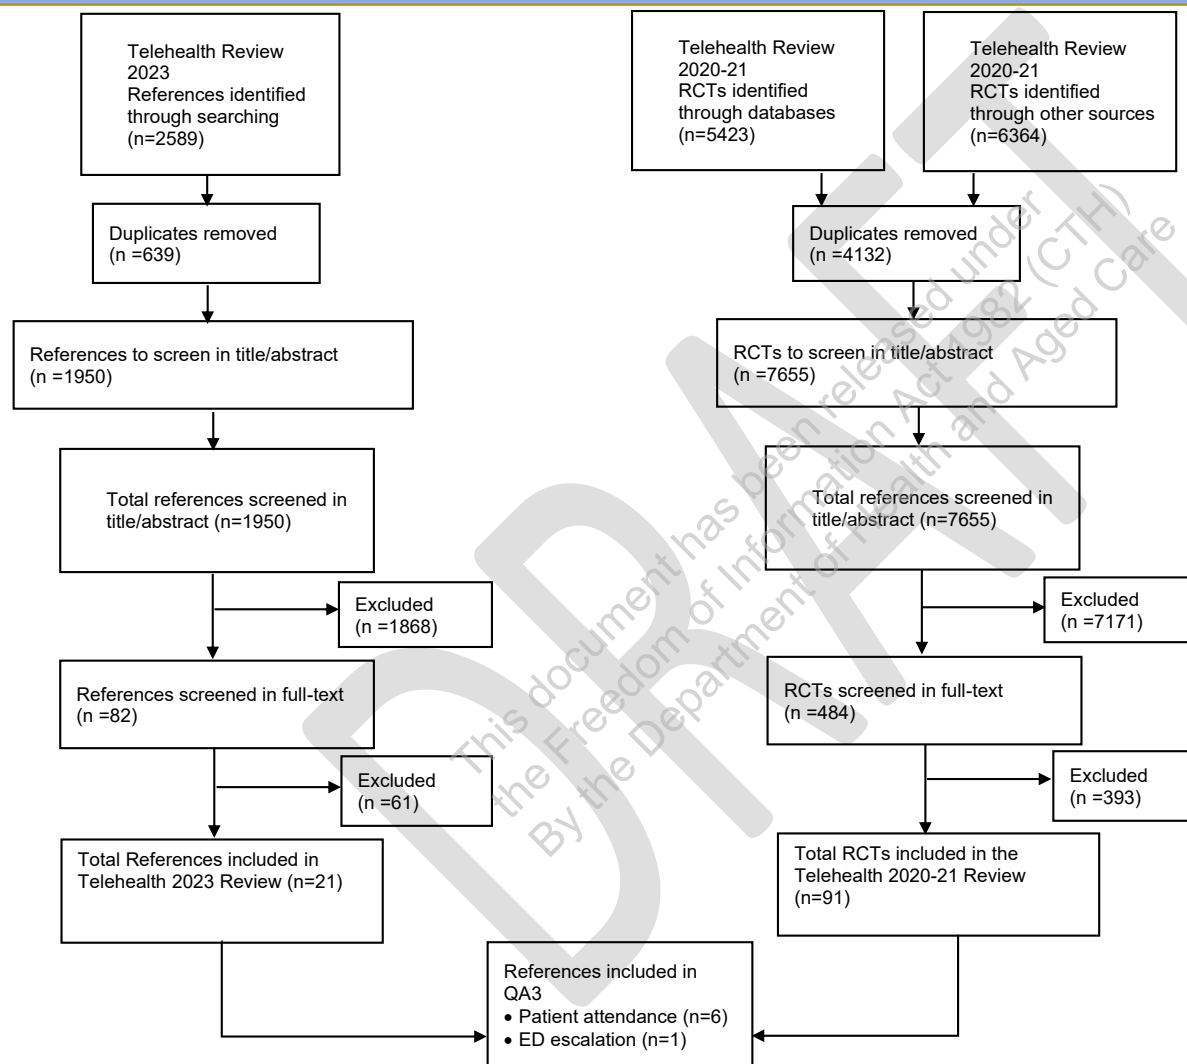 Telehealth Review
2023
References identified
through searching
(n=2589)
Duplicates removed
(n =639)
References to screen in title/abstract
(n =1950)
Total references screened in
title/abstract (n=1950)
Excluded
(n =1868)
References screened in full-text
(n =82)
Excluded
(n =61)
Total References included in
Telehealth 2023 Review (n=21)
Telehealth Review
2020-21
RCTs identified
through databases
(n=5423)
Telehealth Review
2020-21
RCTs identified
through other sources
(n=6364)
Duplicates removed
(n =4132)
RCTs to screen in title/abstract
(n =7655)
Total references screened in
title/abstract (n=7655)
Excluded
(n =7171)
RCTs screened in full-text
(n =484)
Excluded
(n =393)
Total RCTs included in the
Telehealth 2020-21 Review
(n=91)
References included in
QA3
• Patient attendance (n=6)
• ED escalation (n=1)
DRAFT
This document has been released under
the Freedom of Information Act 1982 (CTH)
By the Department of Health and Aged Care